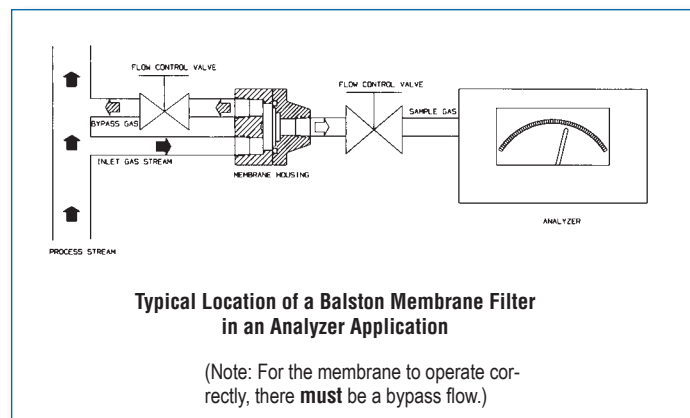 FLOW CONTROL VALVE
FLOW CONTROL VALVE
SAMPLE GAS
BYPASS GAS
INLET GAS STREAM
MEMBRANE HOUSING
ANALYZER
PROCESS STREAM
Typical Location of a Balston Membrane Filter
in an Analyzer Application
(Note: For the membrane to operate cor-
rectly, there must be a bypass flow.)